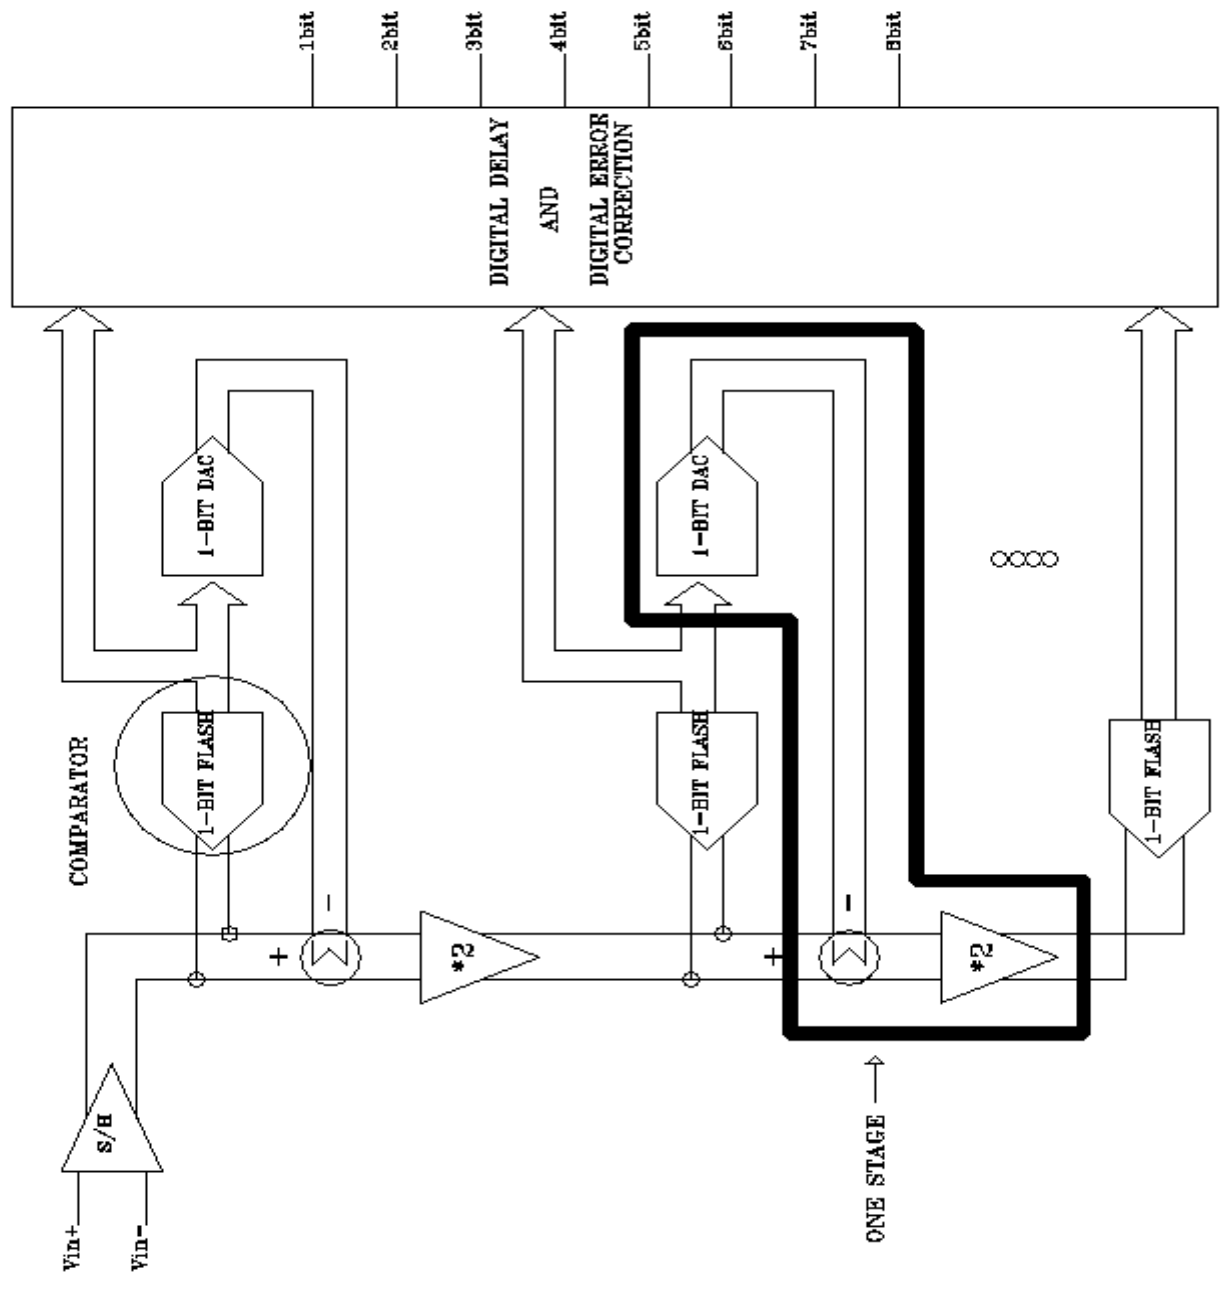 1bit
2bit
3bit
4bit
5bit
6bit
7bit
8bit
DIGITAL DELAY
AND
DIGITAL ERROR
CORRECTION
1-BIT DAC
1-BIT DAC
COMPARATOR
1-BIT FLASH
1-BIT FLASH
1-BIT FLASH
+
-
*2
+
-
*2
S/H
Vin+
Vin-
ONE STAGE